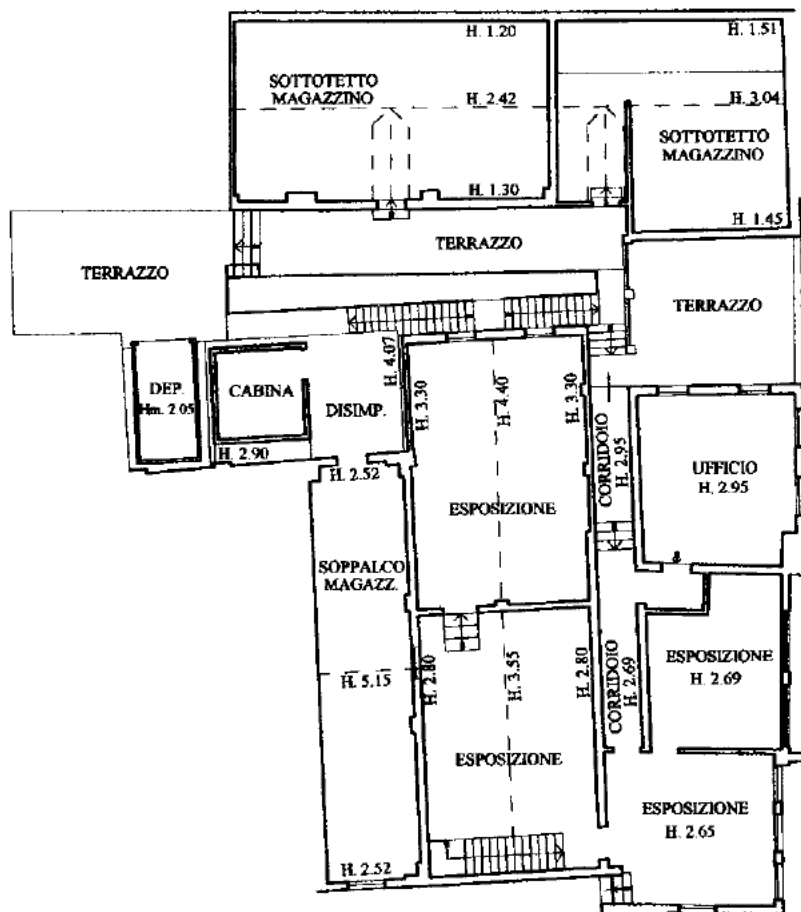 H. 1.20
H. 1.51
SOTTOTETTO
MAGAZZINO
H. 2.42
H. 3.04
SOTTOTETTO
MAGAZZINO
H. 1.30
H. 1.45
TERRAZZO
TERRAZZO
TERRAZZO
DEP.
Hm. 2.05
CABINA
DISIMP.
H. 4.07
H. 3.30
H. 4.40
H. 3.30
H. 2.90
H. 2.52
CORRIDOIO
H. 2.95
UFFICIO
H. 2.95
ESPOSIZIONE
SOPPALCO
MAGAZZ.
H. 5.15
H. 2.80
H. 3.55
H. 2.80
CORRIDOIO
H. 2.69
ESPOSIZIONE
H. 2.69
ESPOSIZIONE
ESPOSIZIONE
H. 2.65
H. 2.52